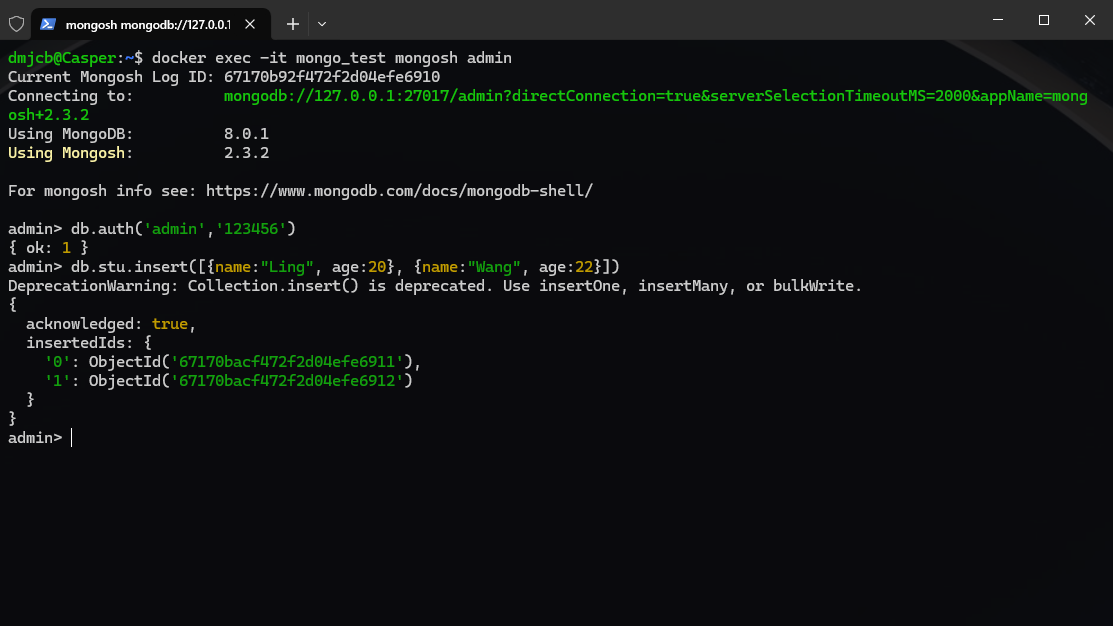 mongosh mongodb://127.0.0.1
dmjcb@Casper:~$ docker exec -it mongo_test mongosh admin
Current Mongosh Log ID: 67170b92f472f2d04efe6910
Connecting to:          mongodb://127.0.0.1:27017/admin?directConnection=true&serverSelectionTimeoutMS=2000&appName=mong
osh+2.3.2
Using MongoDB:          8.0.1
Using Mongosh:          2.3.2
For mongosh info see: https://www.mongodb.com/docs/mongodb-shell/
admin> db.auth('admin','123456')
{ ok: 1 }
admin> db.stu.insert([{name:"Ling", age:20}, {name:"Wang", age:22}])
DeprecationWarning: Collection.insert() is deprecated. Use insertOne, insertMany, or bulkWrite.
{
  acknowledged: true,
  insertedIds: {
    '0': ObjectId('67170bacf472f2d04efe6911'),
    '1': ObjectId('67170bacf472f2d04efe6912')
  }
}
admin>